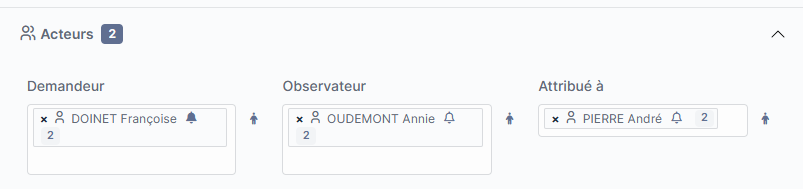 Acteurs 2
Demandeur Observateur Attribué à
× DOINET Françoise × OUDEMONT Annie × PIERRE André 2
2 2